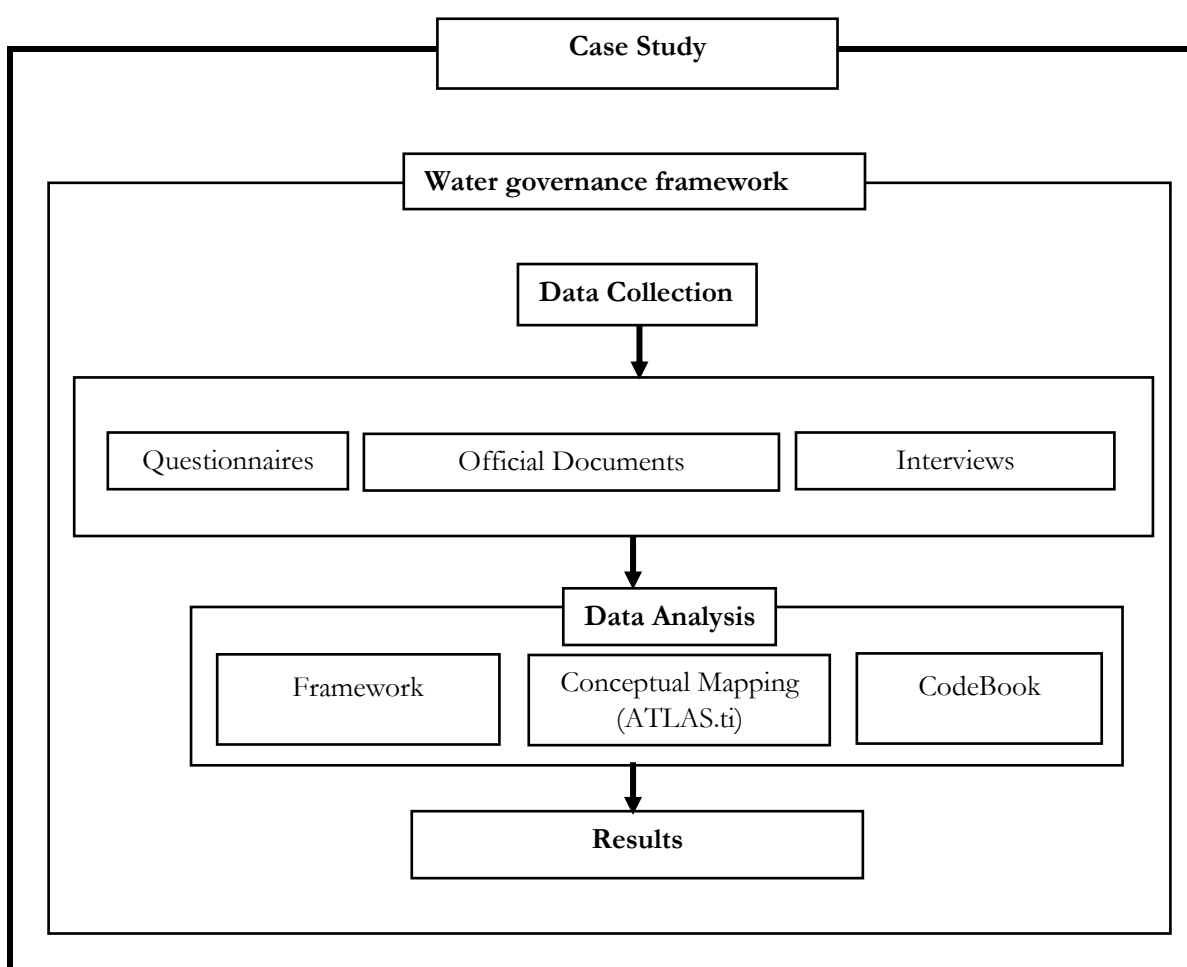 Case Study
Water governance framework
Data Collection
Questionnaires
Official Documents
Interviews
Data Analysis
Framework
Conceptual Mapping
(ATLAS.ti)
CodeBook
Results